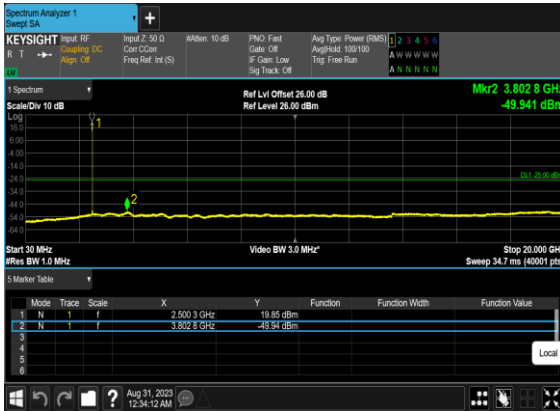 Spectrum Analyzer 1
Swept SA
+
KEYSIGHT Input: RF Input Z: 50 Ω #Atten: 10 dB PNO: Fast Avg Type: Power (RMS) 1 2 3 4 5 6
R T Coupling: DC Corr CCorr Gate: Off Avg|Hold: 100/100 A W W W W W
Align: Off Freq Ref: Int (S) IF Gain: Low Trig: Free Run
Sig Track: Off A N N N N N
1 Spectrum
Ref Lvl Offset 26.00 dB Mkr2 3.802 8 GHz
Scale/Div 10 dB Ref Level 26.00 dBm -49.941 dBm
Log
16.0
6.00
-4.00
-14.0
-24.0
-34.0
-44.0
-54.0
-64.0
1
2
DL1 -25.00 dBm
Start 30 MHz Video BW 3.0 MHz* Stop 20.000 GHz
#Res BW 1.0 MHz Sweep 34.7 ms (40001 pts)
5 Marker Table
Mode Trace Scale X Y Function Function Width Function Value
1 N 1 f 2.500 3 GHz 19.85 dBm
2 N 1 f 3.802 8 GHz -49.94 dBm
3
4
5
6
Local
? Aug 31, 2023
12:34:12 AM